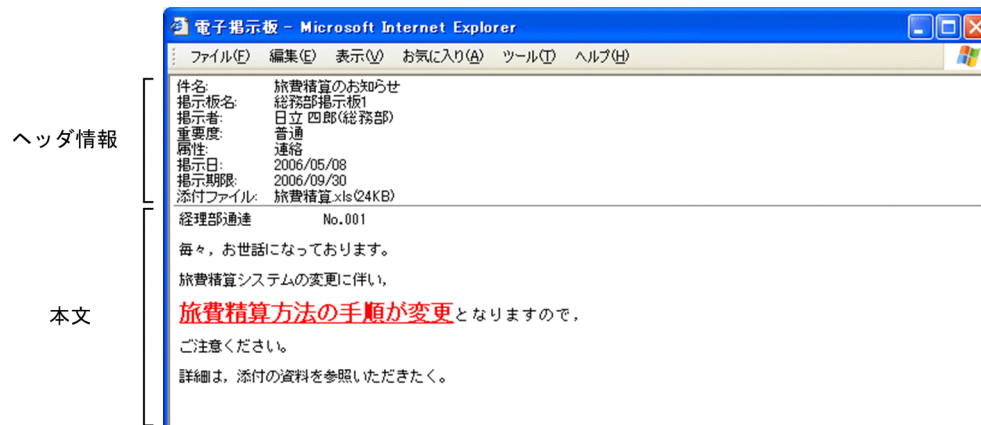 電子掲示板 - Microsoft Internet Explorer
ファイル(F) 編集(E) 表示(V) お気に入り(A) ツール(T) ヘルプ(H)
ヘッダ情報
件名: 旅費精算のお知らせ
掲示板名: 総務部掲示板1
掲示者: 日立 四郎(総務部)
重要度: 普通
属性: 連絡
掲示日: 2006/05/08
掲示期限: 2006/09/30
添付ファイル: 旅費精算.xls(24KB)
本文
経理部通達 No.001
毎々，お世話になっております。
旅費精算システムの変更に伴い，
旅費精算方法の手順が変更となりますので，
ご注意ください。
詳細は，添付の資料を参照いただきたく。